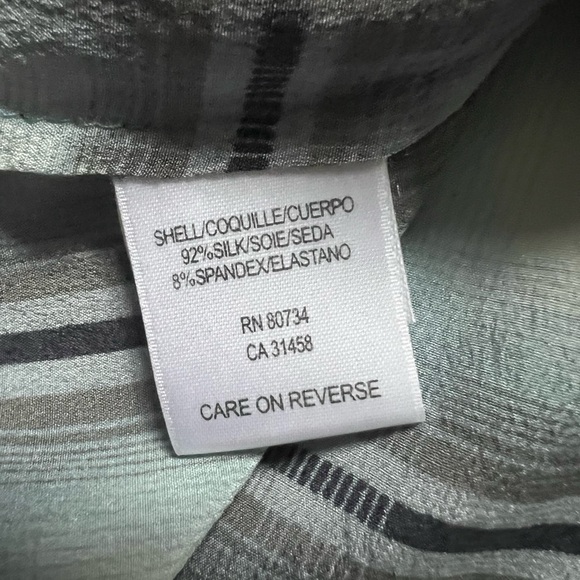 SHELL/COQUILLE/CUERPO
92%SILK/SOIE/SEDA
8%SPANDEX/ELASTANO
RN 80734
CA 31458
CARE ON REVERSE